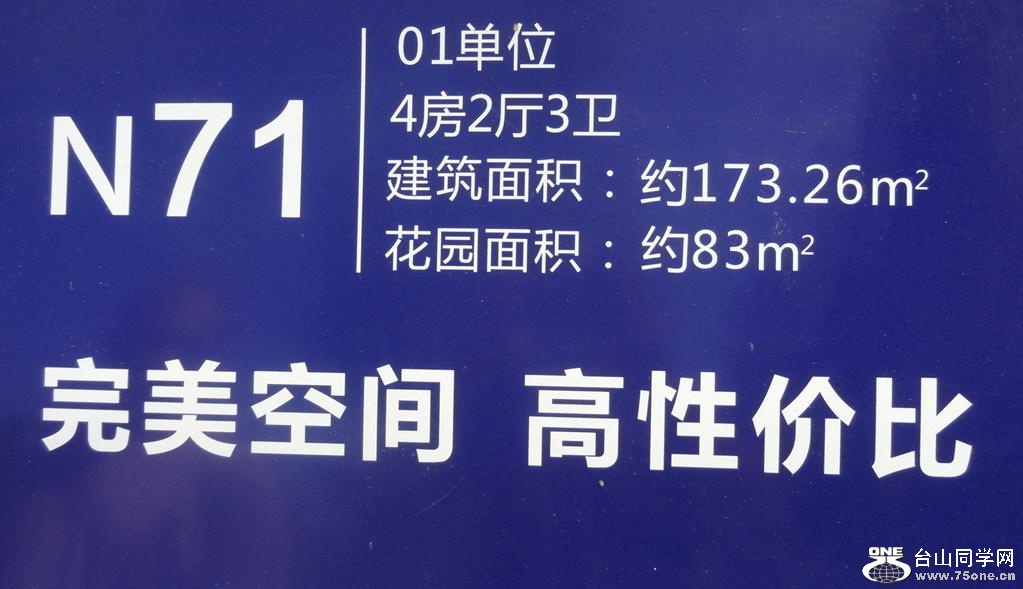 N71
01单位
4房2厅3卫
建筑面积：约173.26m²
花园面积：约83m²
完美空间 高性价比
ONE
台山同学网
www.75one.cn